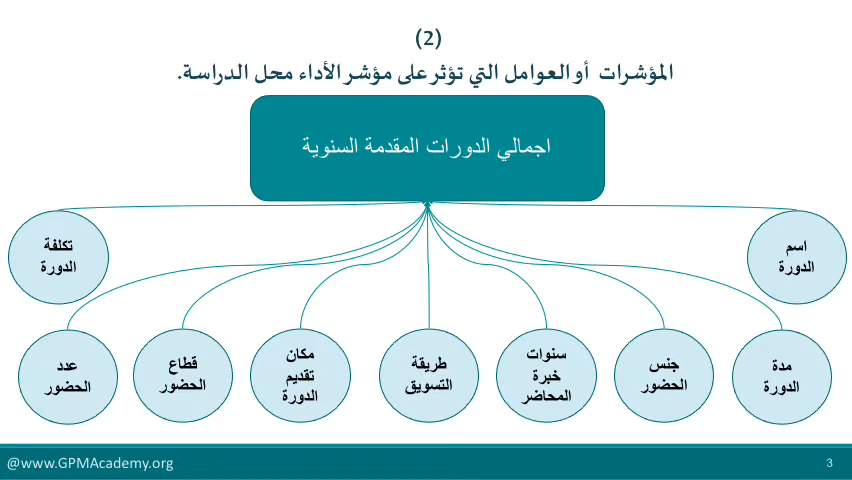 (2)
المؤشرات أو العوامل التي تؤثر على مؤشر الأداء محل الدراسة.
اجمالي الدورات المقدمة السنوية
اسم
الدورة
تكلفة
الدورة
مدة
الدورة
جنس
الحضور
سنوات
خبرة
المحاضر
طريقة
التسويق
مكان
تقديم
الدورة
قطاع
الحضور
عدد
الحضور
@www.GPMAcademy.org
3